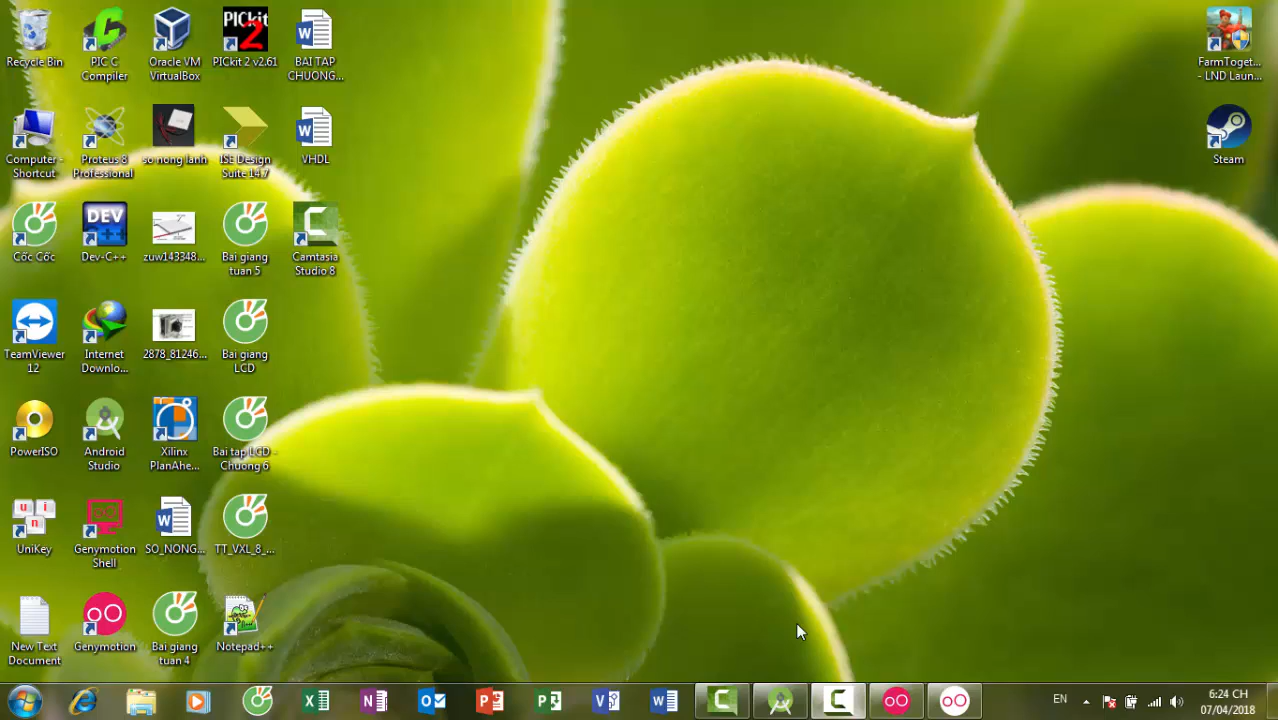 Recycle Bin
PIC C
Compiler
Oracle VM
VirtualBox
PICkit
2
PICkit 2 v2.61
BAI TAP
CHUONG...
FarmToget...
- LND Laun...
Computer -
Shortcut
Proteus 8
Professional
so nong lanh
ISE Design
Suite 14.7
VHDL
Steam
Cốc Cốc
DEV
Dev-C++
zuw143348...
Bai giang
tuan 5
Camtasia
Studio 8
TeamViewer
12
Internet
Downlo...
2878_81246...
Bai giang
LCD
PowerISO
Android
Studio
Xilinx
PlanAhe...
Bai tap LCD -
Chuong 6
UniKey
Genymotion
Shell
SO_NONG...
TT_VXL_8_...
New Text
Document
Genymotion
Bai giang
tuan 4
Notepad++
EN
6:24 CH
07/04/2018